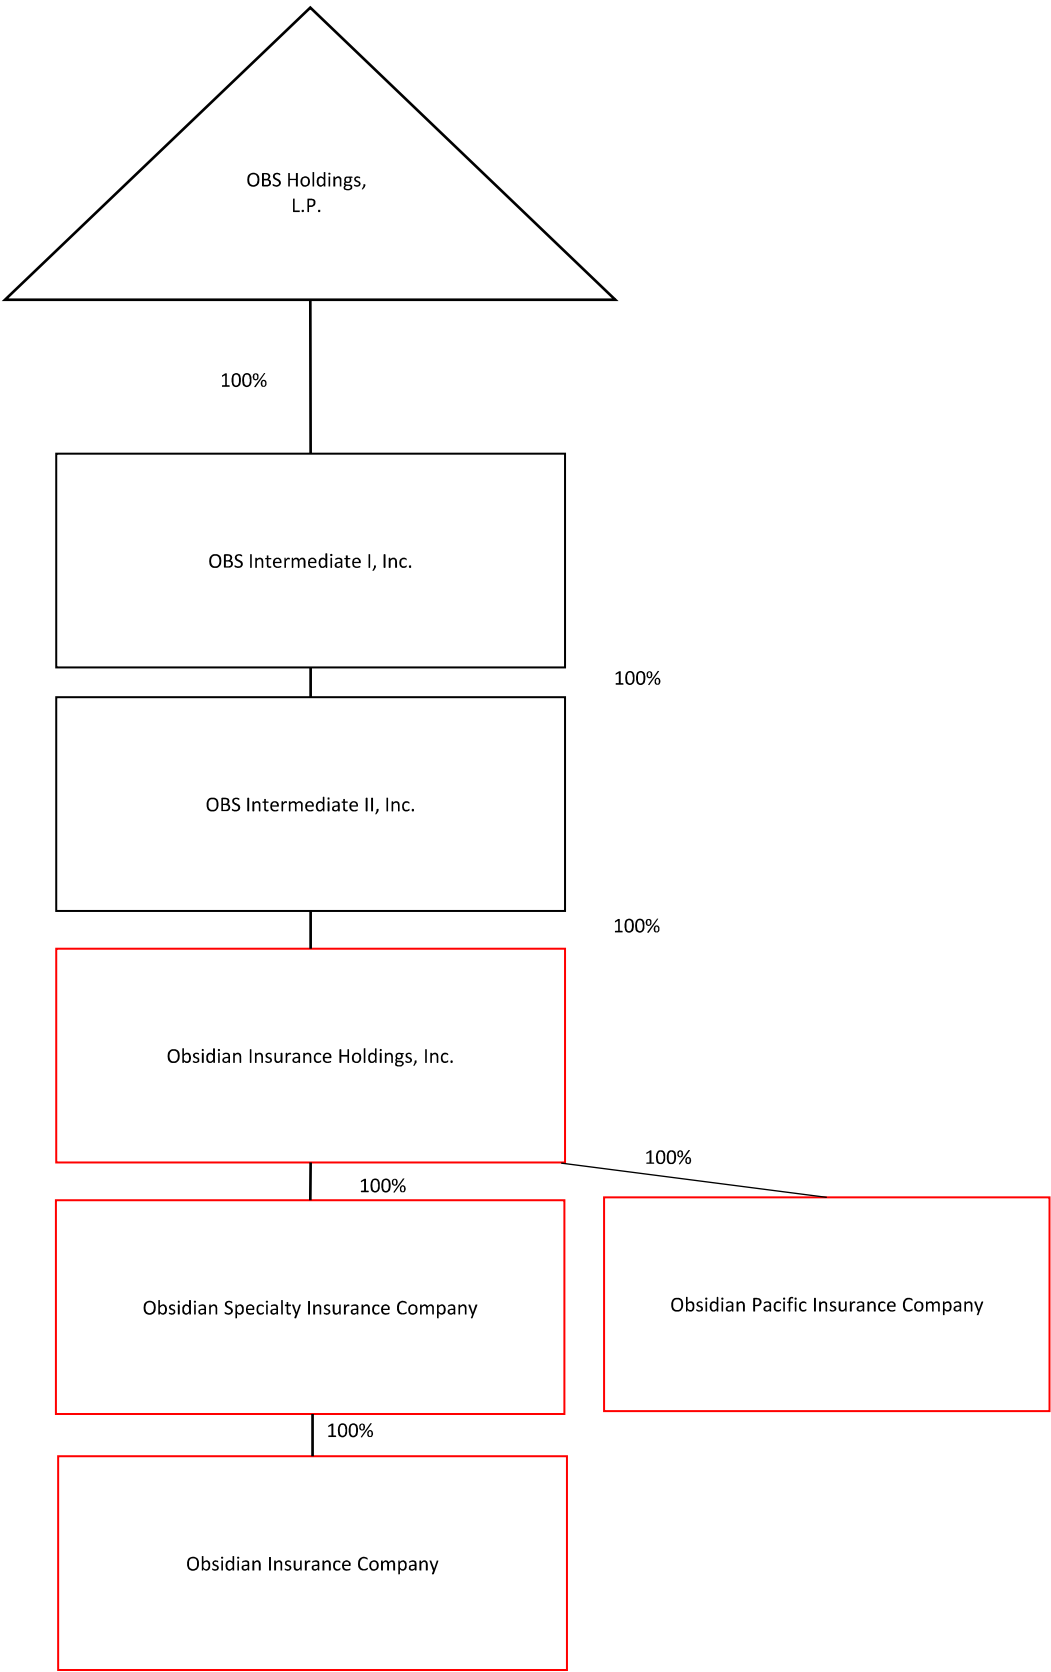 OBS Holdings,
L.P.
100%
OBS Intermediate I, Inc.
100%
OBS Intermediate II, Inc.
100%
Obsidian Insurance Holdings, Inc.
100%
100%
Obsidian Specialty Insurance Company
Obsidian Pacific Insurance Company
100%
Obsidian Insurance Company